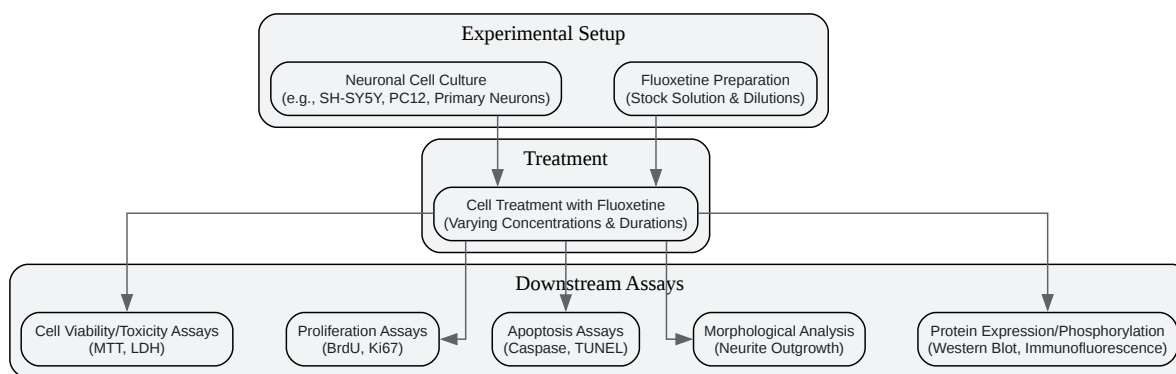 Experimental Setup
Neuronal Cell Culture
(e.g., SH-SY5Y, PC12, Primary Neurons)
Fluoxetine Preparation
(Stock Solution & Dilutions)
Treatment
Cell Treatment with Fluoxetine
(Varying Concentrations & Durations)
Downstream Assays
Cell Viability/Toxicity Assays
(MTT, LDH)
Proliferation Assays
(BrdU, Ki67)
Apoptosis Assays
(Caspase, TUNEL)
Morphological Analysis
(Neurite Outgrowth)
Protein Expression/Phosphorylation
(Western Blot, Immunofluorescence)